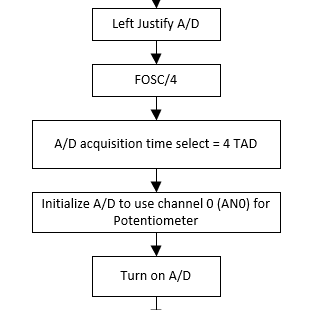 Left Justify A/D
FOSC/4
A/D acquisition time select = 4 TAD
Initialize A/D to use channel 0 (AN0) for
Potentiometer
Turn on A/D